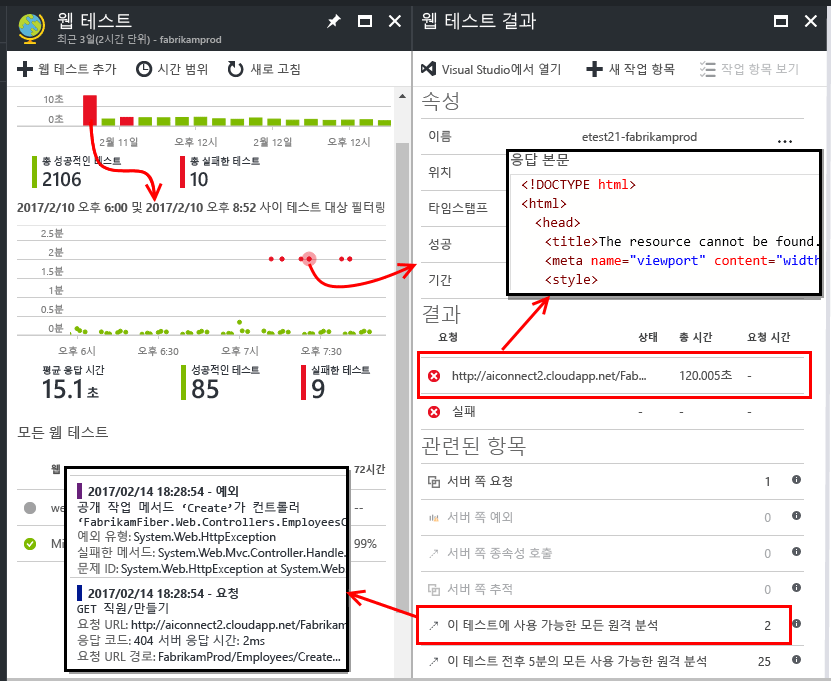 웹 테스트
최근 3일(2시간 단위) - fabrikamprod
웹 테스트 추가
시간 범위
새로 고침
10초
0초
2월 11일
오후 12시
2월 12일
오후 12시
총 성공적인 테스트
2106
총 실패한 테스트
10
2017/2/10 오후 6:00 및 2017/2/10 오후 8:52 사이 테스트 대상 필터링
2.5분
2분
1.5분
1분
0.5분
0분
오후 6시
오후 6:30
오후 7시
오후 7:30
평균 응답 시간
15.1 초
성공적인 테스트
85
실패한 테스트
9
모든 웹 테스트
웹
72시간
we
--
Mi
99%
2017/02/14 18:28:54 - 예외
공개 작업 메서드 ‘Create’가 컨트롤러
‘FabrikamFiber.Web.Controllers.EmployeesC
예외 유형: System.Web.HttpException
실패한 메서드: System.Web.Mvc.Controller.Handle.
문제 ID: System.Web.HttpException at System.Web
2017/02/14 18:28:54 - 요청
GET 직원/만들기
요청 URL: http://aiconnect2.cloudapp.net/Fabrikam
응답 코드: 404 서버 응답 시간: 2ms
요청 URL 경로: FabrikamProd/Employees/Create...
웹 테스트 결과
Visual Studio에서 열기
새 작업 항목
작업 항목 보기
속성
이름
etest21-fabrikamprod
...
위치
타임스탬프
성공
기간
응답 본문
<!DOCTYPE html>
<html>
<head>
<title>The resource cannot be found.
<meta name="viewport" content="width
<style>
결과
요청
상태
총 시간
요청 시간
http://aiconnect2.cloudapp.net/Fab...
120.005초
-
실패
-
-
-
관련된 항목
서버 쪽 요청
1
서버 쪽 예외
0
서버 쪽 종속성 호출
0
서버 쪽 추적
0
이 테스트에 사용 가능한 모든 원격 분석
2
이 테스트 전후 5분의 모든 사용 가능한 원격 분석
25